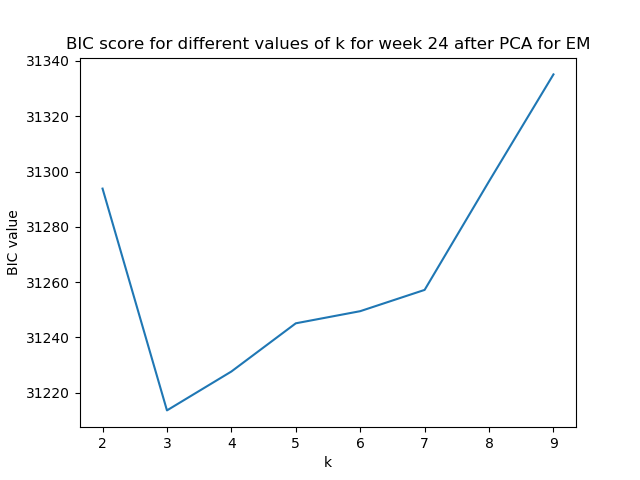 BIC score for different values of k for week 24 after PCA for EM
31340
31320
31300
31280
31260
31240
31220
BIC value
2 3 4 5 6 7 8 9
k